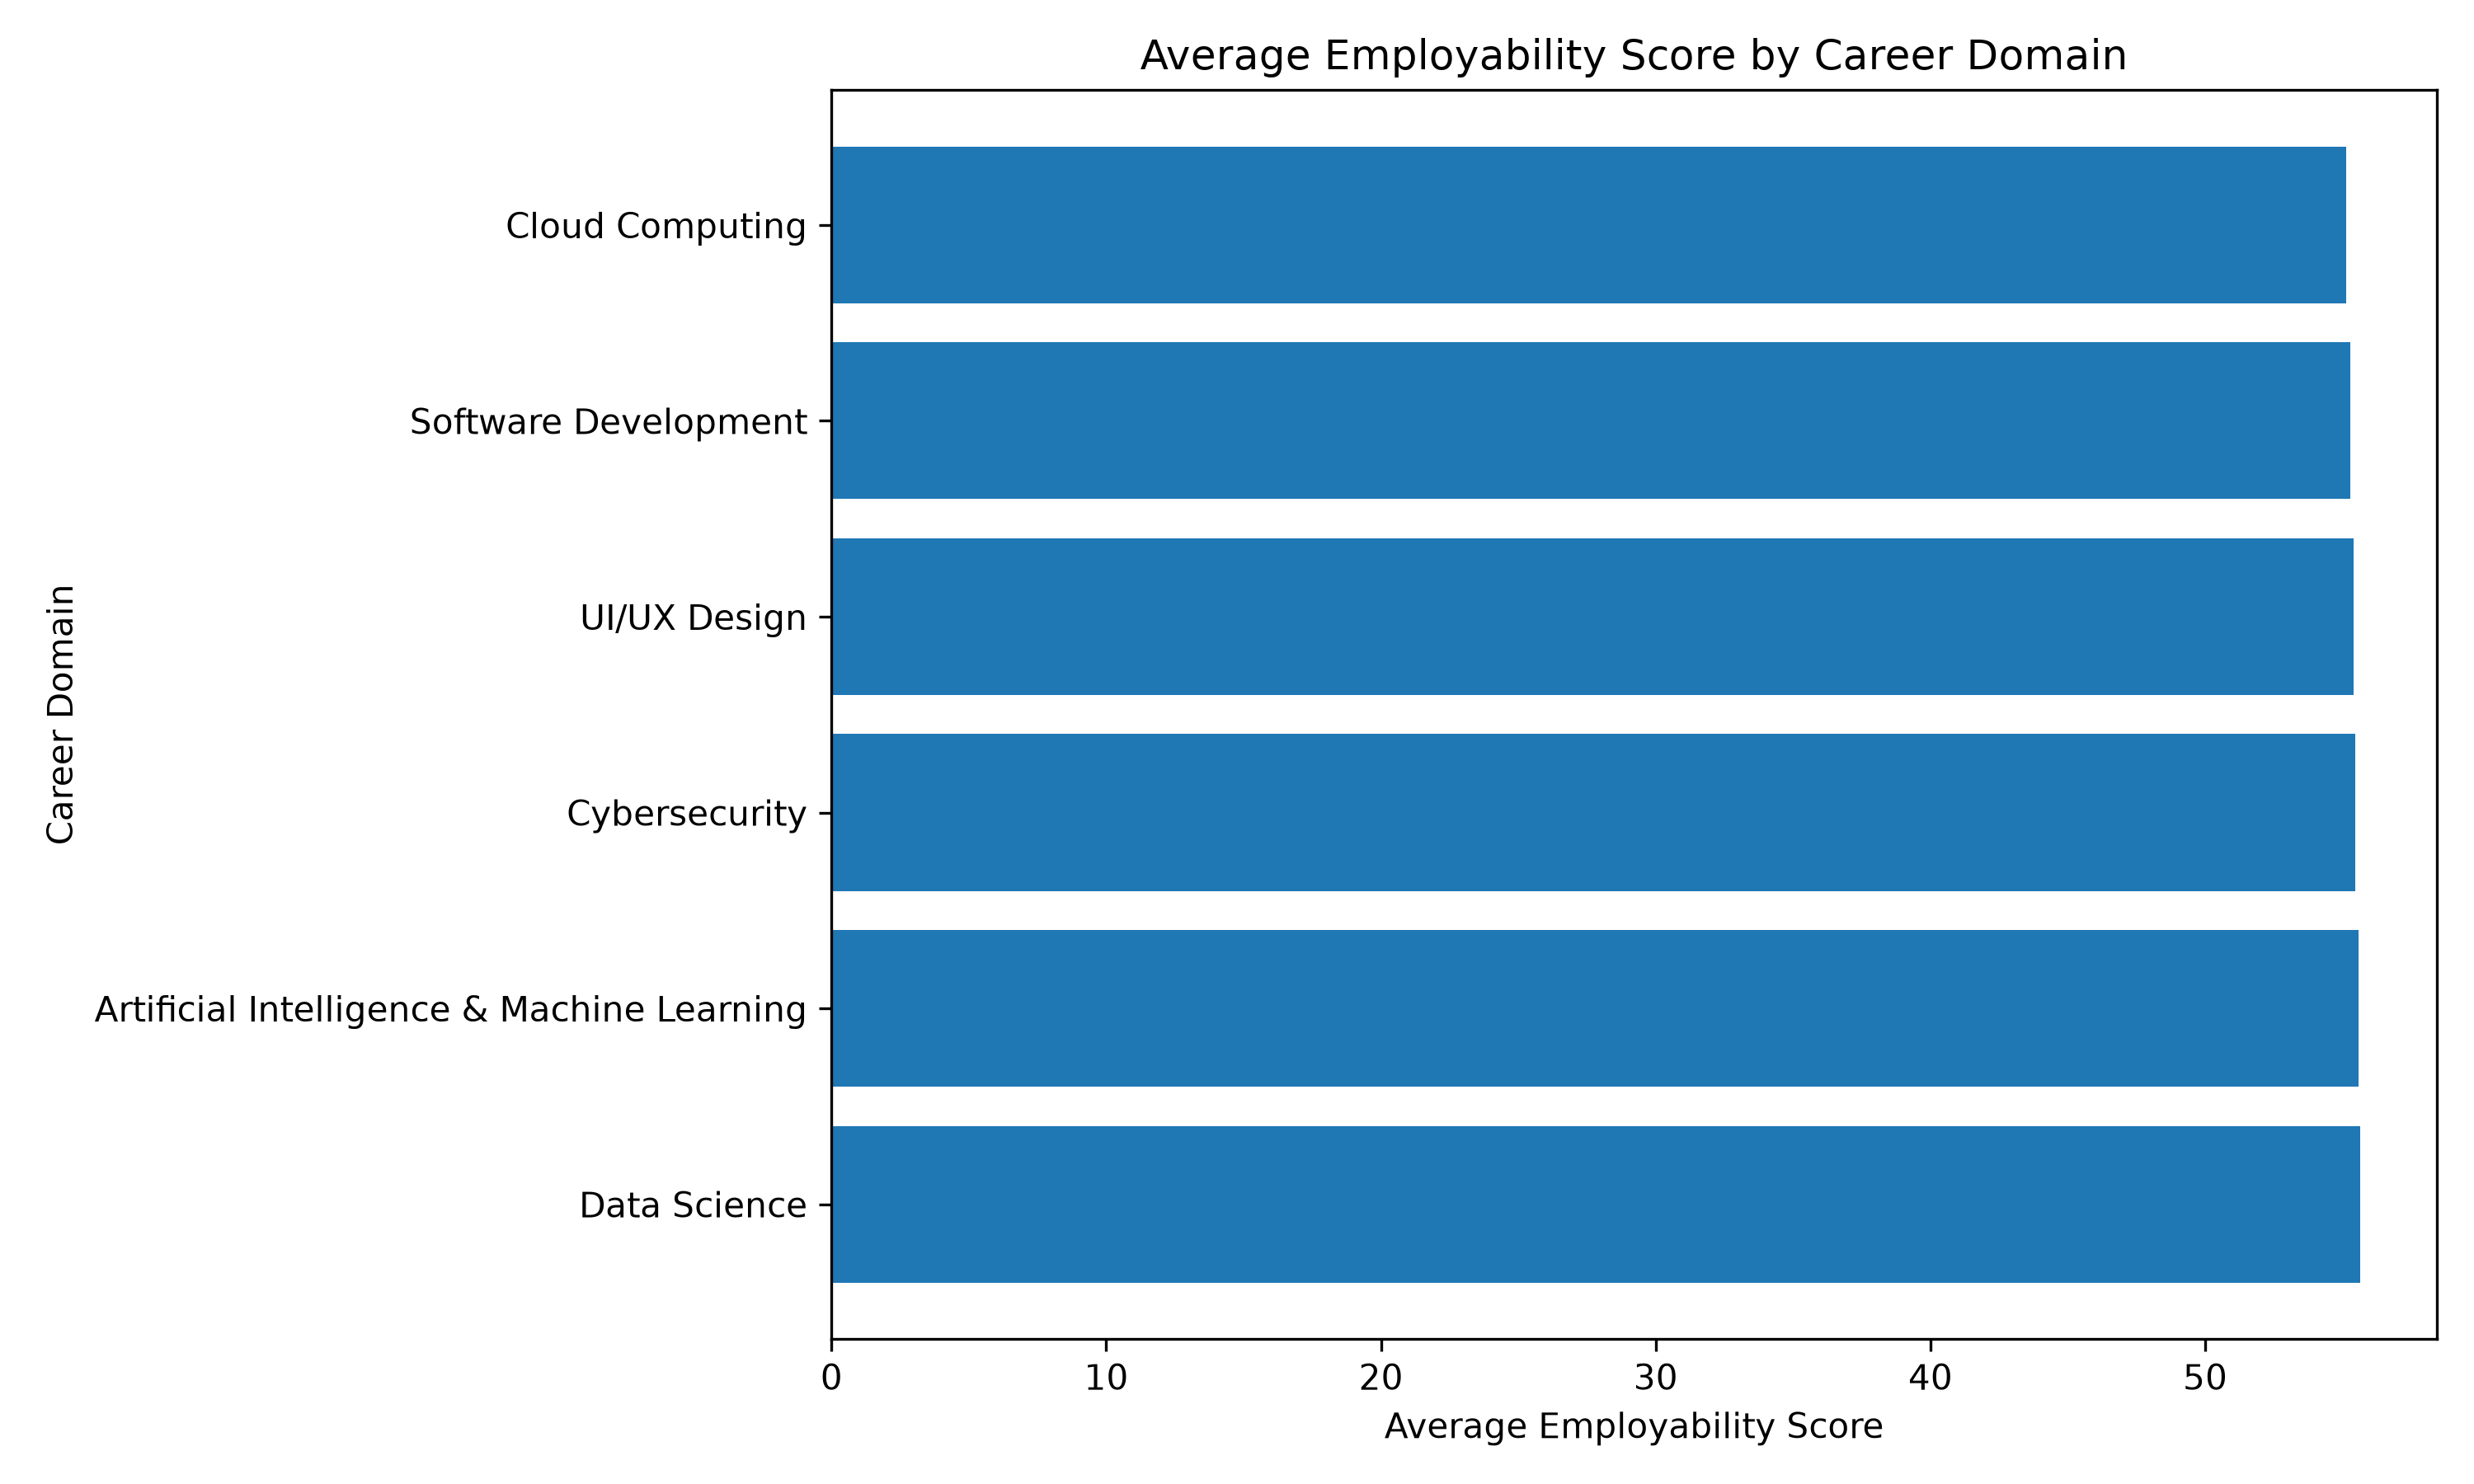 Average Employability Score by Career Domain
Career Domain
Cloud Computing
Software Development
UI/UX Design
Cybersecurity
Artificial Intelligence & Machine Learning
Data Science
0 10 20 30 40 50
Average Employability Score